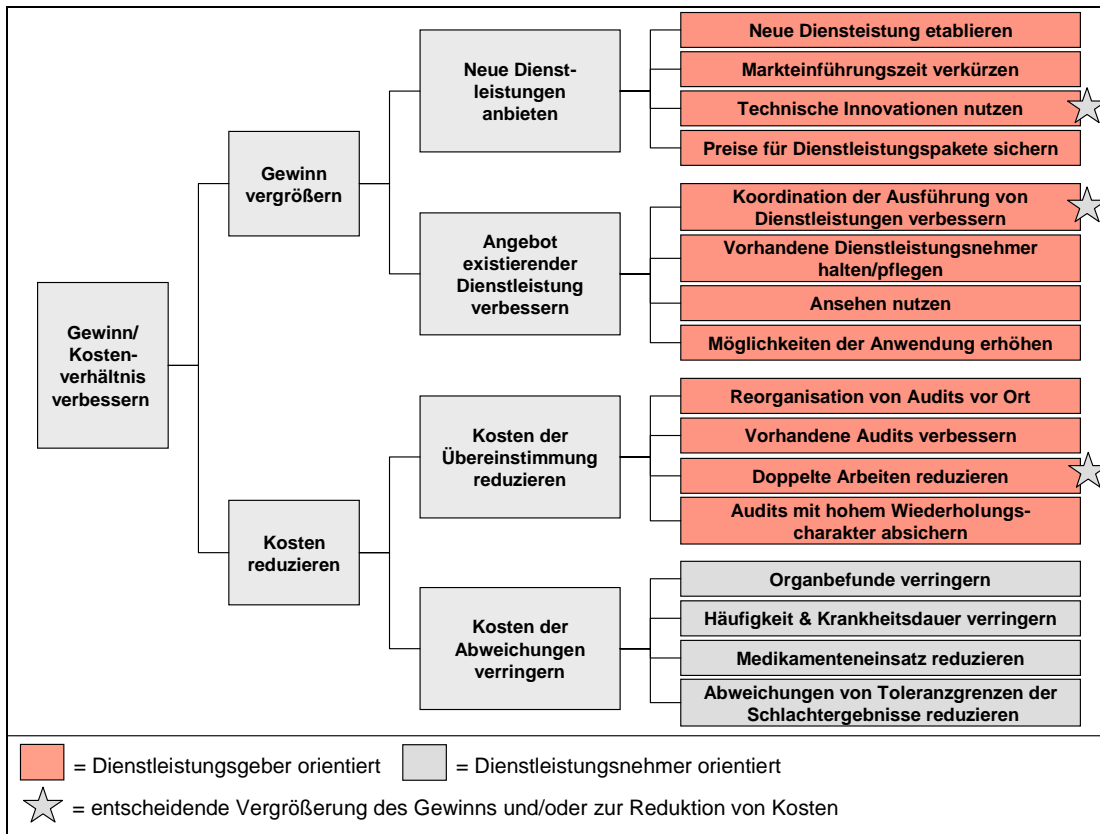 Gewinn/
Kosten-
verhältnis
verbessern
Gewinn
vergrößern
Kosten
reduzieren
Neue Dienst-
leistungen
anbieten
Angebot
existierender
Dienstleistung
verbessern
Kosten der
Übereinstimmung
reduzieren
Kosten der
Abweichungen
verringern
Neue Diensteistung etablieren
Markteinführungszeit verkürzen
Technische Innovationen nutzen
Preise für Dienstleistungspakete sichern
Koordination der Ausführung von
Dienstleistungen verbessern
Vorhandene Dienstleistungsnehmer
halten/pflegen
Ansehen nutzen
Möglichkeiten der Anwendung erhöhen
Reorganisation von Audits vor Ort
Vorhandene Audits verbessern
Doppelte Arbeiten reduzieren
Audits mit hohem Wiederholungs-
charakter absichern
Organbefunde verringern
Häufigkeit & Krankheitsdauer verringern
Medikamenteneinsatz reduzieren
Abweichungen von Toleranzgrenzen der
Schlachtergebnisse reduzieren
= Dienstleistungsgeber orientiert
= Dienstleistungsnehmer orientiert
= entscheidende Vergrößerung des Gewinns und/oder zur Reduktion von Kosten